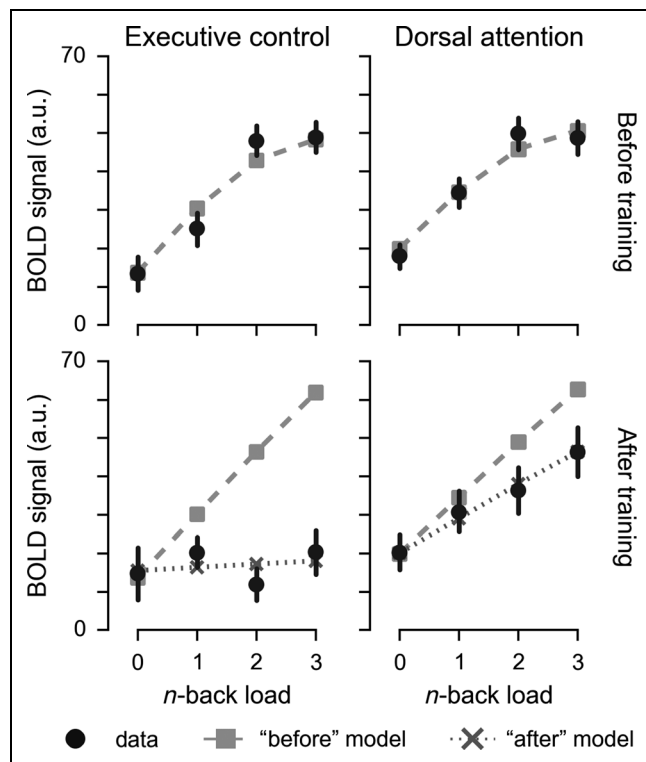 Executive control
Dorsal attention
70
BOLD signal (a.u.)
0
Before training
70
BOLD signal (a.u.)
0
After training
0 1 2 3
0 1 2 3
n-back load
n-back load
data
“before” model
“after” model